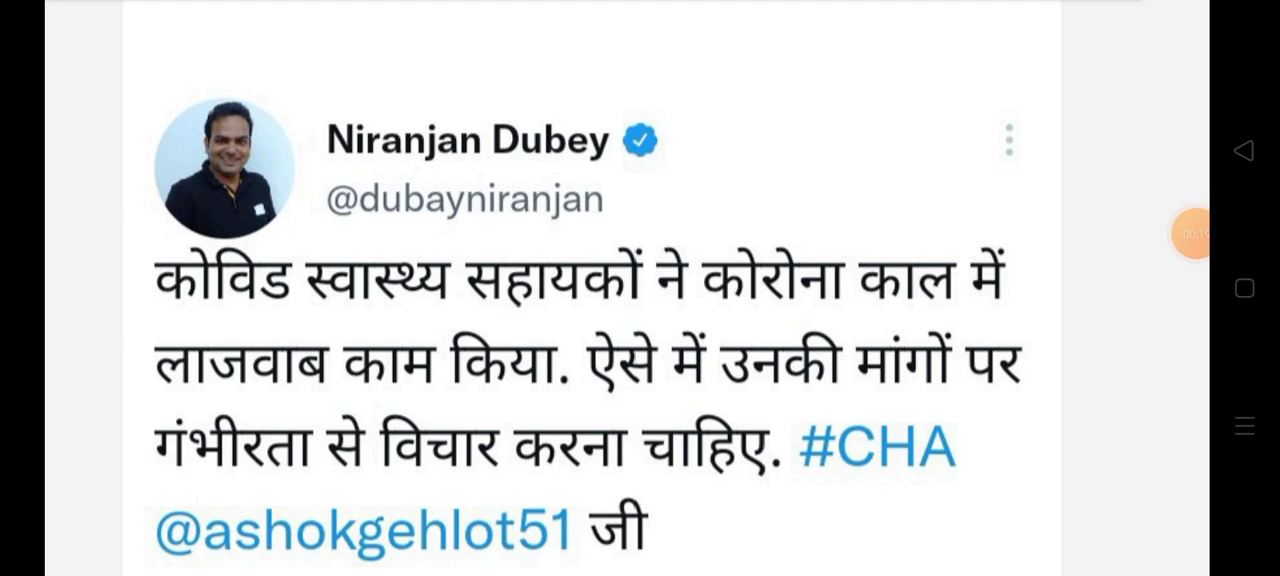 Niranjan Dubey
@dubayniranjan
कोविड स्वास्थ्य सहायकों ने कोरोना काल में
लाजवाब काम किया. ऐसे में उनकी मांगों पर
गंभीरता से विचार करना चाहिए. #CHA
@ashokgehlot51 जी